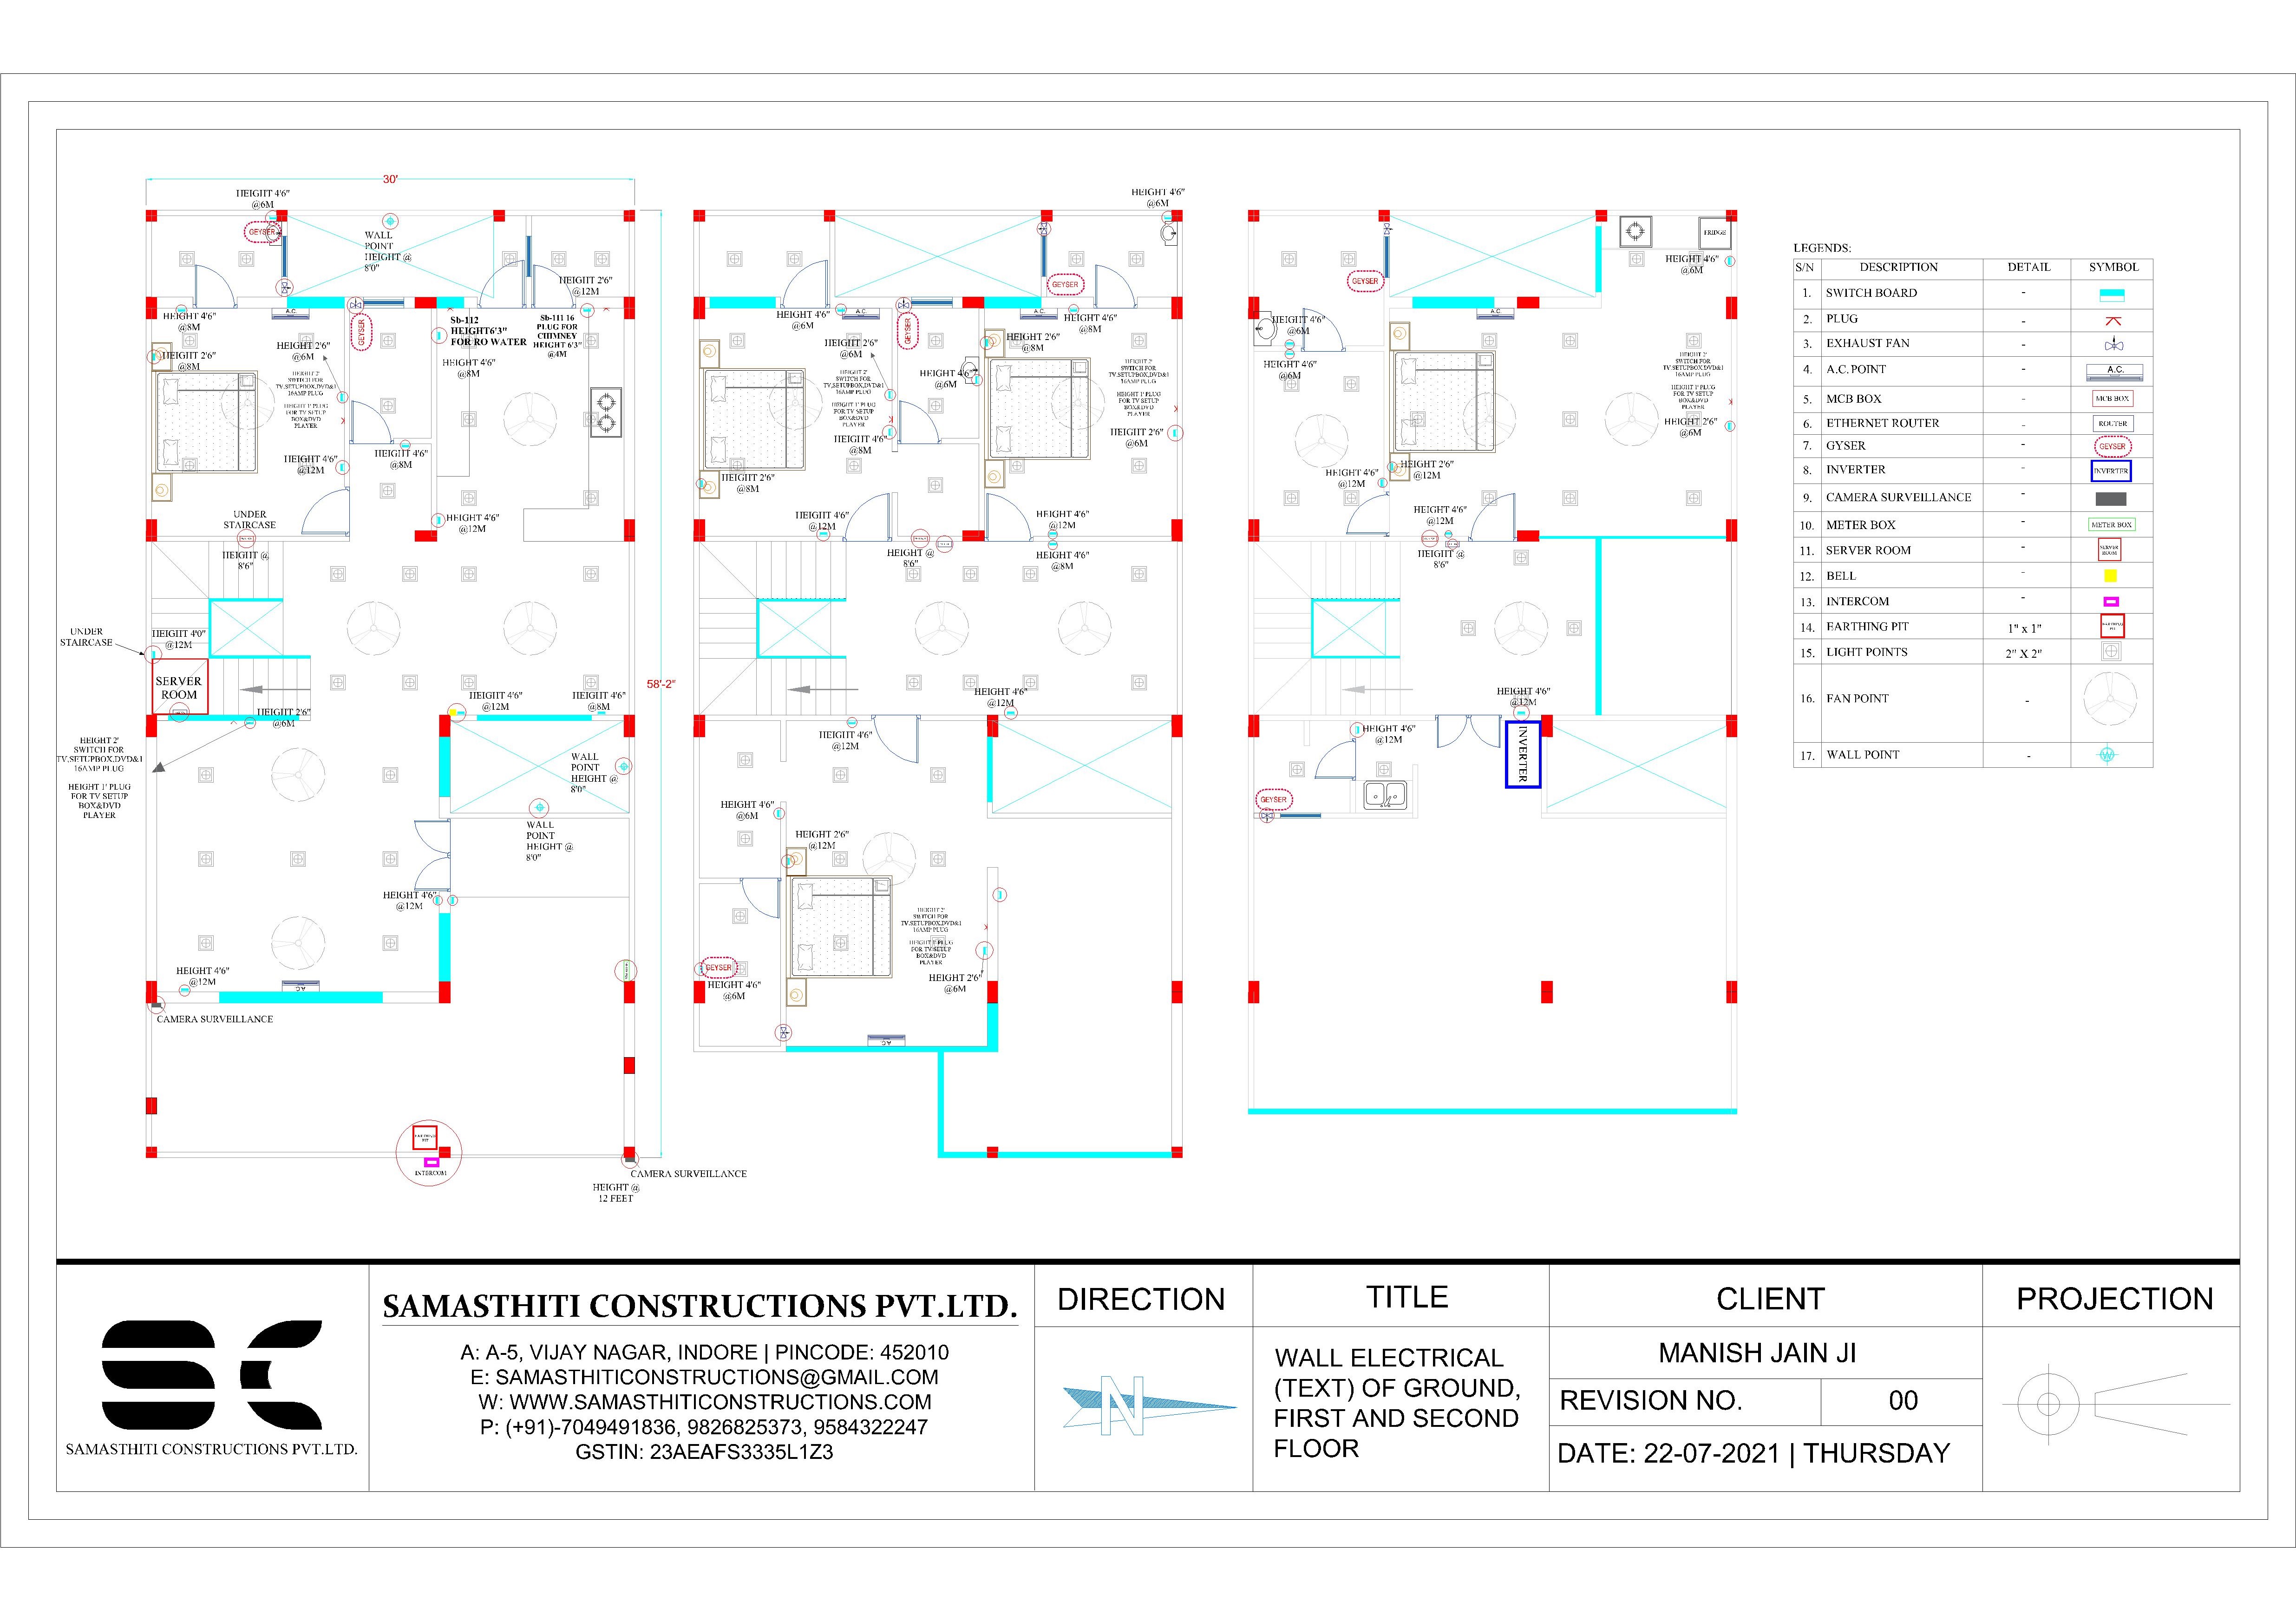 30'
HEIGHT 4'6"
@6M
GEYSER
WALL
POINT
HEIGHT @
8'0"
HEIGHT 2'6"
@12M
HEIGHT 4'6"
@8M
A.C.
GEYSER
Sb-112
HEIGHT6'3"
FOR RO WATER
Sb-111 16
PLUG FOR
CHIMNEY
HEIGHT 6'3"
@4M
HEIGHT 2'6"
@8M
HEIGHT 2'6"
@6M
HEIGHT 4'6"
@8M
HEIGHT 2'
SWITCH FOR
TV,SETUPBOX,DVD&1
16AMP PLUG
HEIGHT 1' PLUG
FOR TV SETUP
BOX&DVD
PLAYER
HEIGHT 4'6"
@12M
HEIGHT 4'6"
@8M
UNDER
STAIRCASE
HEIGHT 4'6"
@12M
HEIGHT @
8'6"
UNDER
STAIRCASE
HEIGHT 4'0"
@12M
SERVER
ROOM
HEIGHT 2'6"
@6M
HEIGHT 4'6"
@12M
HEIGHT 4'6"
@8M
58'-2"
HEIGHT 2'
SWITCH FOR
TV,SETUPBOX,DVD&1
16AMP PLUG
HEIGHT 1' PLUG
FOR TV SETUP
BOX&DVD
PLAYER
WALL
POINT
HEIGHT @
8'0"
WALL
POINT
HEIGHT @
8'0"
HEIGHT 4'6"
@12M
HEIGHT 4'6"
@12M
A.C.
CAMERA SURVEILLANCE
EARTHING
PIT
INTERCOM
CAMERA SURVEILLANCE
HEIGHT @
12 FEET
HEIGHT 4'6"
@6M
GEYSER
HEIGHT 4'6"
@6M
A.C.
GEYSER
A.C.
HEIGHT 4'6"
@8M
HEIGHT 2'6"
@6M
HEIGHT 2'6"
@8M
HEIGHT 2'
SWITCH FOR
TV,SETUPBOX,DVD&1
16AMP PLUG
HEIGHT 1' PLUG
FOR TV SETUP
BOX&DVD
PLAYER
HEIGHT 4'6"
@6M
HEIGHT 2'
SWITCH FOR
TV,SETUPBOX,DVD&1
16AMP PLUG
HEIGHT 1' PLUG
FOR TV SETUP
BOX&DVD
PLAYER
HEIGHT 4'6"
@8M
HEIGHT 2'6"
@6M
HEIGHT 2'6"
@8M
HEIGHT 4'6"
@12M
HEIGHT 4'6"
@12M
HEIGHT @
8'6"
HEIGHT 4'6"
@8M
HEIGHT 4'6"
@12M
HEIGHT 4'6"
@12M
HEIGHT 4'6"
@6M
HEIGHT 2'6"
@12M
HEIGHT 2'
SWITCH FOR
TV,SETUPBOX,DVD&1
16AMP PLUG
HEIGHT 1' PLUG
FOR TV SETUP
BOX&DVD
PLAYER
GEYSER
HEIGHT 4'6"
@6M
HEIGHT 2'6"
@6M
A.C.
FRIDGE
HEIGHT 4'6"
@6M
GEYSER
A.C.
HEIGHT 4'6"
@6M
HEIGHT 4'6"
@6M
HEIGHT 2'
SWITCH FOR
TV,SETUPBOX,DVD&1
16AMP PLUG
HEIGHT 1' PLUG
FOR TV SETUP
BOX&DVD
PLAYER
HEIGHT 2'6"
@6M
HEIGHT 2'6"
@12M
HEIGHT 4'6"
@12M
HEIGHT 4'6"
@12M
HEIGHT @
8'6"
HEIGHT 4'6"
@12M
HEIGHT 4'6"
@12M
INVERTER
GEYSER
LEGENDS:
S/N DESCRIPTION DETAIL SYMBOL
1. SWITCH BOARD -
2. PLUG -
3. EXHAUST FAN -
4. A.C. POINT - A.C.
5. MCB BOX - MCB BOX
6. ETHERNET ROUTER - ROUTER
7. GYSER - GEYSER
8. INVERTER - INVERTER
9. CAMERA SURVEILLANCE -
10. METER BOX - METER BOX
11. SERVER ROOM - SERVER ROOM
12. BELL -
13. INTERCOM -
14. EARTHING PIT 1" x 1" EARTHING PIT
15. LIGHT POINTS 2" X 2"
16. FAN POINT -
17. WALL POINT - W
SAMASTHITI CONSTRUCTIONS PVT.LTD.
SAMASTHITI CONSTRUCTIONS PVT.LTD.
A: A-5, VIJAY NAGAR, INDORE | PINCODE: 452010
E: SAMASTHITICONSTRUCTIONS@GMAIL.COM
W: WWW.SAMASTHITICONSTRUCTIONS.COM
P: (+91)-7049491836, 9826825373, 9584322247
GSTIN: 23AEAFS3335L1Z3
DIRECTION
N
TITLE
WALL ELECTRICAL
(TEXT) OF GROUND,
FIRST AND SECOND
FLOOR
CLIENT
MANISH JAIN JI
REVISION NO. 00
DATE: 22-07-2021 | THURSDAY
PROJECTION